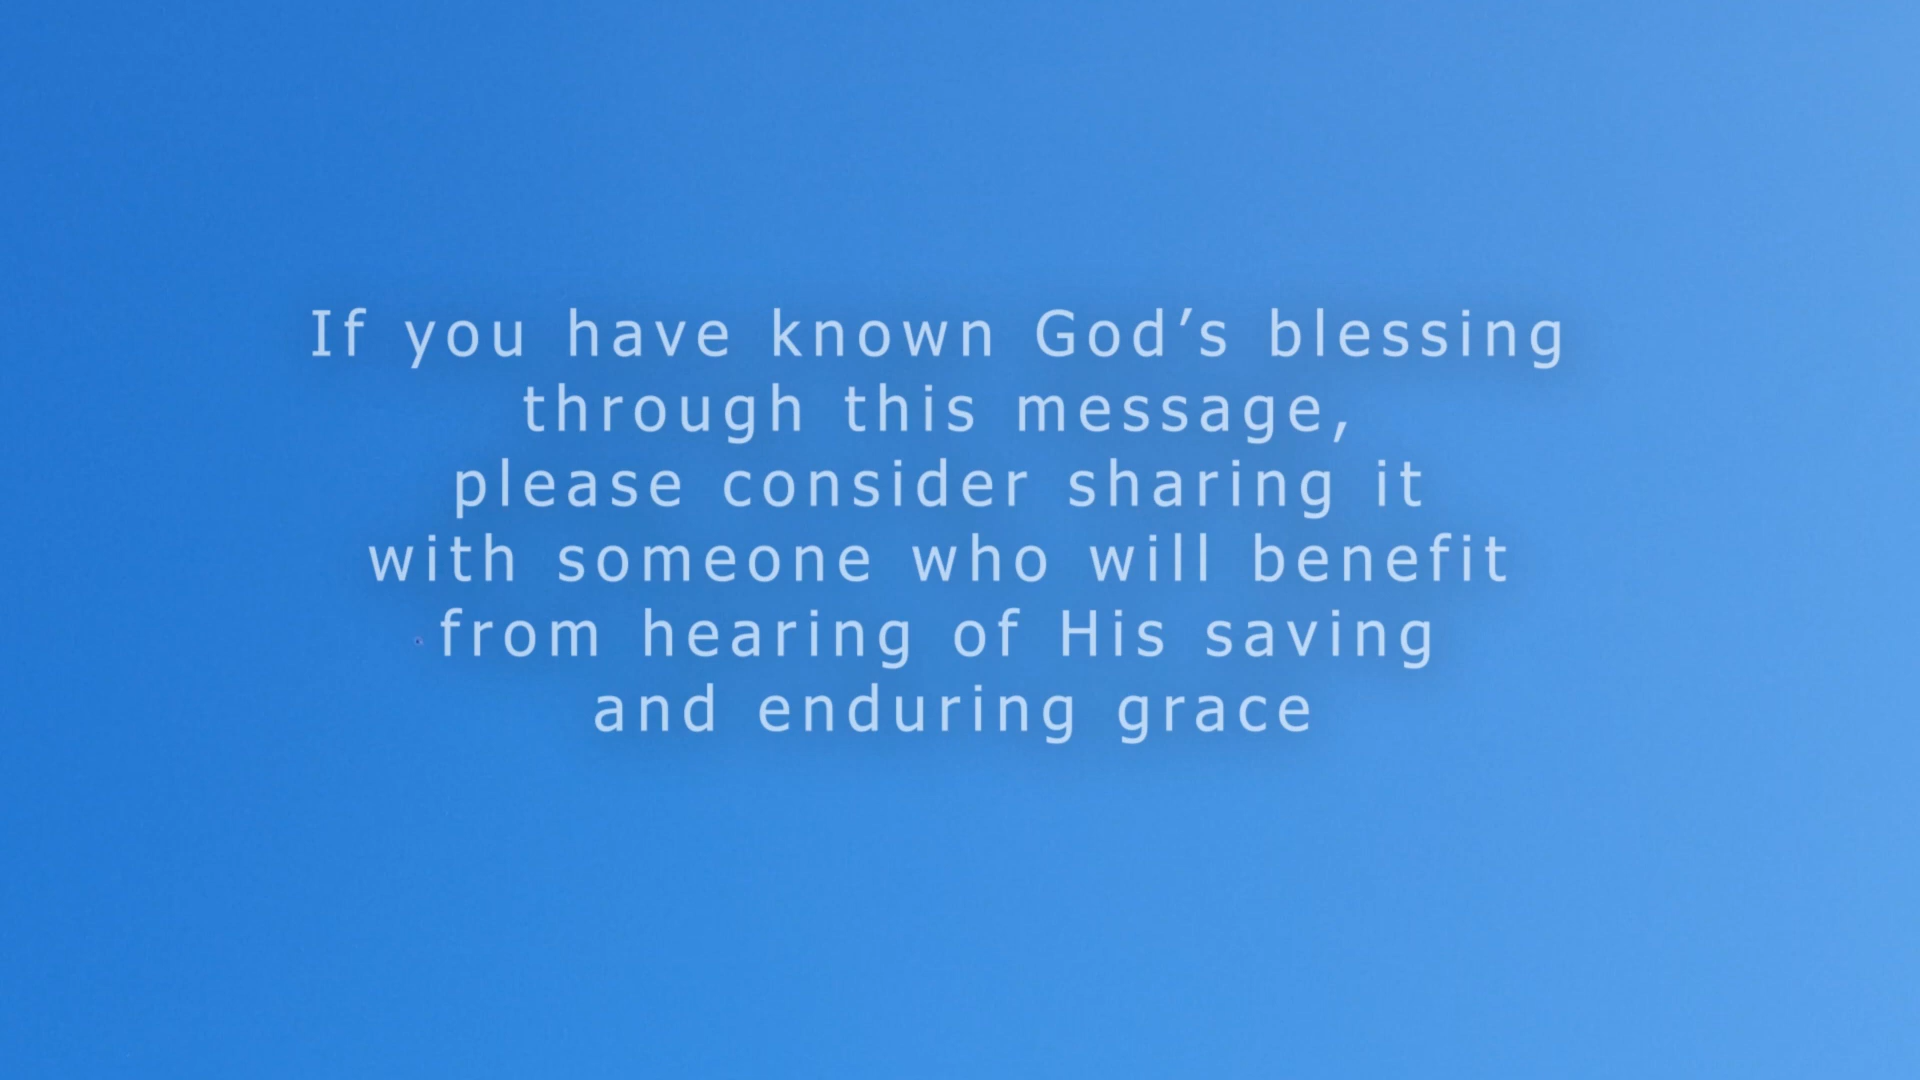 If you have known God’s blessing
through this message,
please consider sharing it
with someone who will benefit
from hearing of His saving
and enduring grace